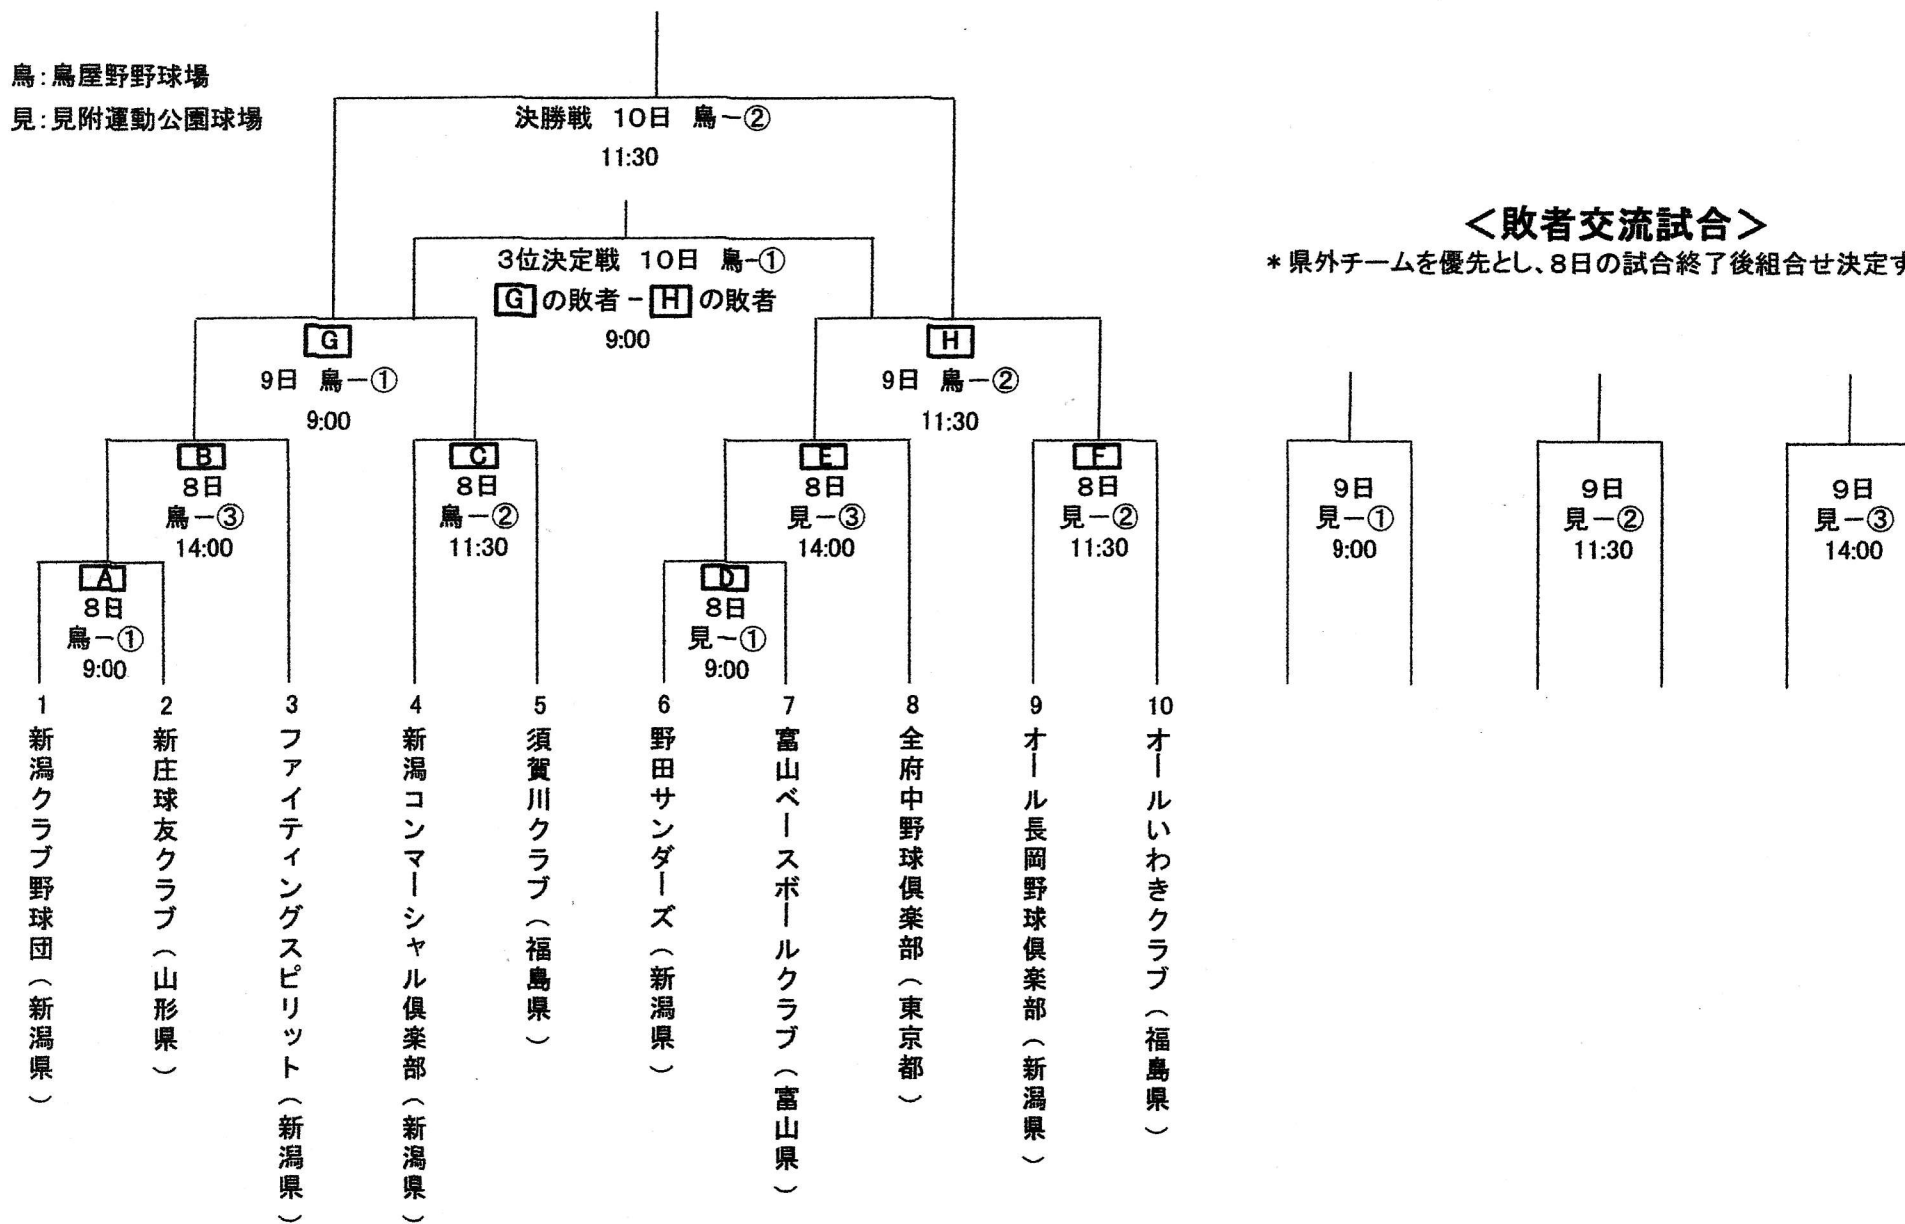 鳥:鳥屋野野球場
見:見附運動公園球場
決勝戦 10日 鳥－②
11:30
3位決定戦 10日 鳥-①
Gの敗者－Hの敗者
9:00
G
9日 鳥－①
9:00
H
9日 鳥－②
11:30
B
8日
鳥－③
14:00
C
8日
鳥－②
11:30
E
8日
見－③
14:00
F
8日
見－②
11:30
A
8日
鳥－①
9:00
D
8日
見－①
9:00
1 新潟クラブ野球団(新潟県)
2 新庄球友クラブ(山形県)
3 ファイティングスピリット(新潟県)
4 新潟コンマーシャル倶楽部(新潟県)
5 須賀川クラブ(福島県)
6 野田サンダーズ(新潟県)
7 富山ベースボールクラブ(富山県)
8 全府中野球倶楽部(東京都)
9 オール長岡野球倶楽部(新潟県)
10 オールいわきクラブ(福島県)
＜敗者交流試合＞
*県外チームを優先とし、8日の試合終了後組合せ決定す
9日
見－①
9:00
9日
見－②
11:30
9日
見－③
14:00